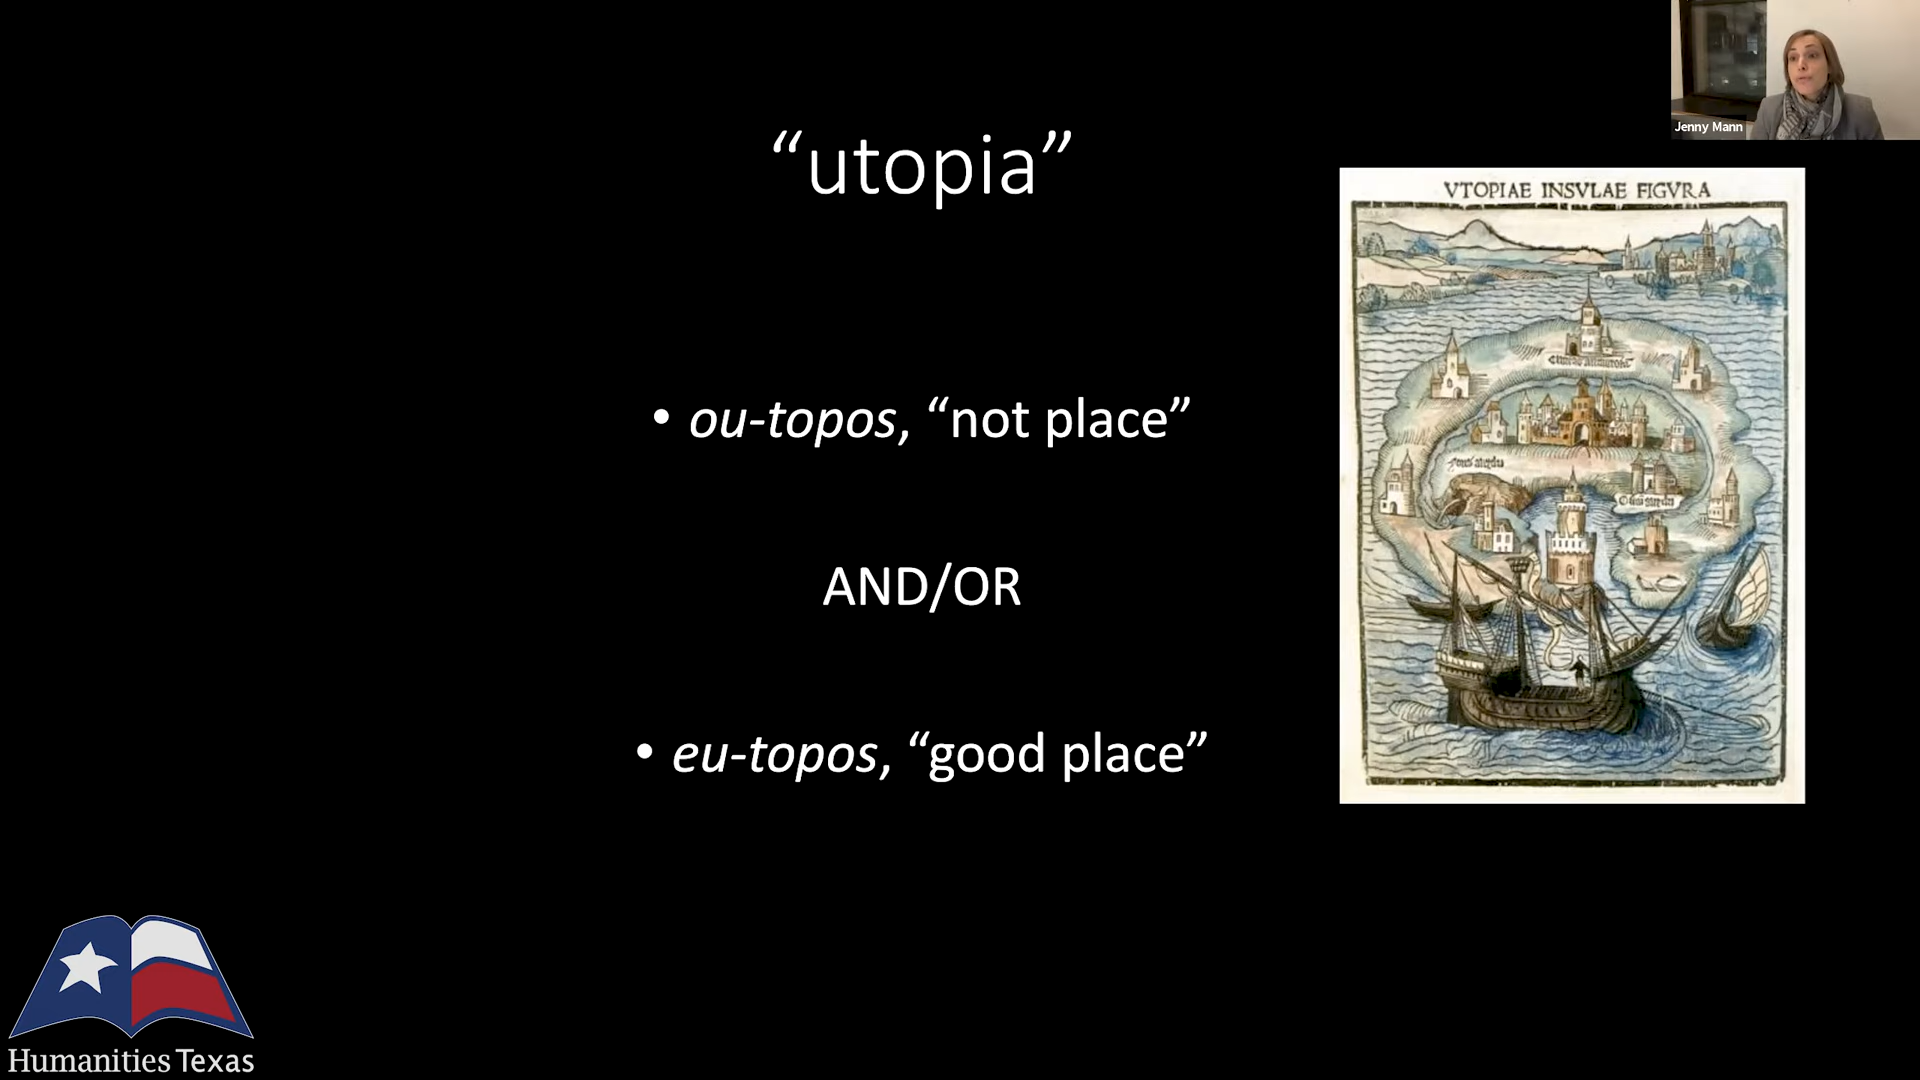 “utopia”
• ou-topos, “not place”
AND/OR
• eu-topos, “good place”
Jenny Mann
VTOPIAE INSVLAE FIGVRA
Humanities Texas